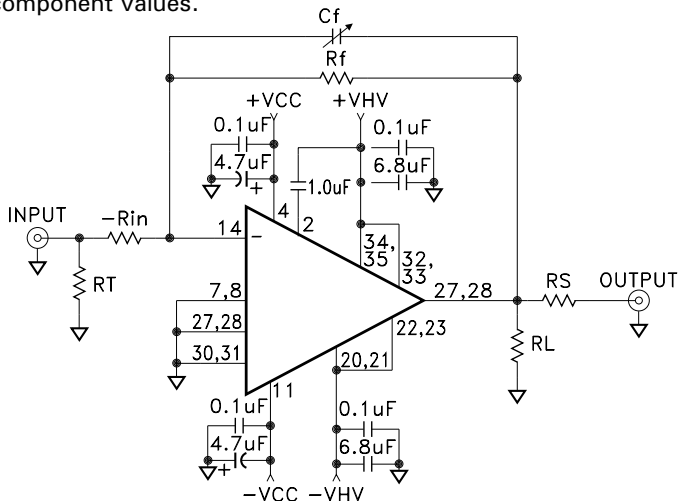 component values.
Cf
Rf
+VCC
+VHV
0.1uF
0.1uF
4.7uF
6.8uF
+
1.0uF
INPUT
-Rin
4
2
14
−
34,
35
32,
33
RT
7,8
27,28
RS
OUTPUT
27,28
22,23
30,31
20,21
RL
11
0.1uF
0.1uF
4.7uF
6.8uF
+
-VCC
-VHV